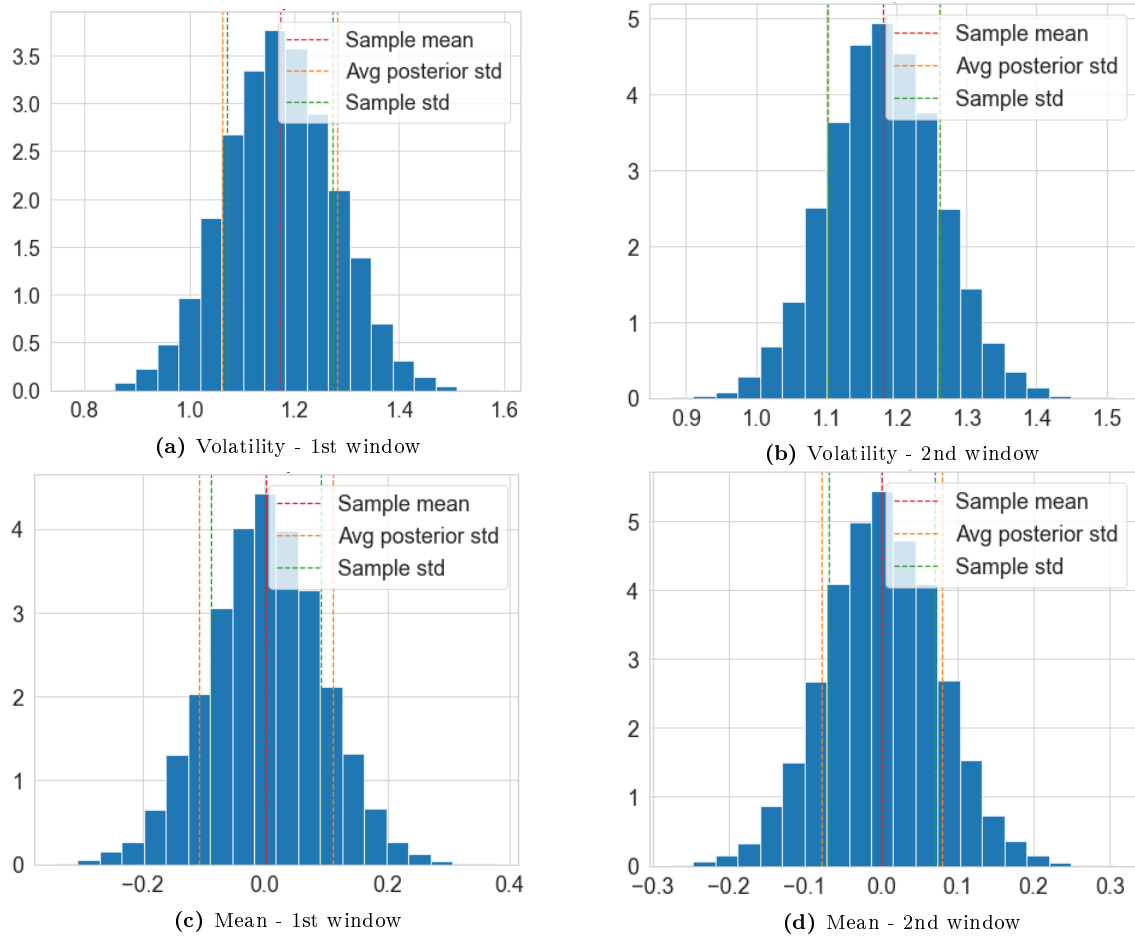 3.5
3.0
2.5
2.0
1.5
1.0
0.5
0.0
0.8 1.0 1.2 1.4 1.6
Sample mean
Avg posterior std
Sample std
(a) Volatility - 1st window
5
4
3
2
1
0
0.9 1.0 1.1 1.2 1.3 1.4 1.5
Sample mean
Avg posterior std
Sample std
(b) Volatility - 2nd window
4
3
2
1
0
−0.2 0.0 0.2 0.4
Sample mean
Avg posterior std
Sample std
(c) Mean - 1st window
5
4
3
2
1
0
−0.3 −0.2 −0.1 0.0 0.1 0.2 0.3
Sample mean
Avg posterior std
Sample std
(d) Mean - 2nd window